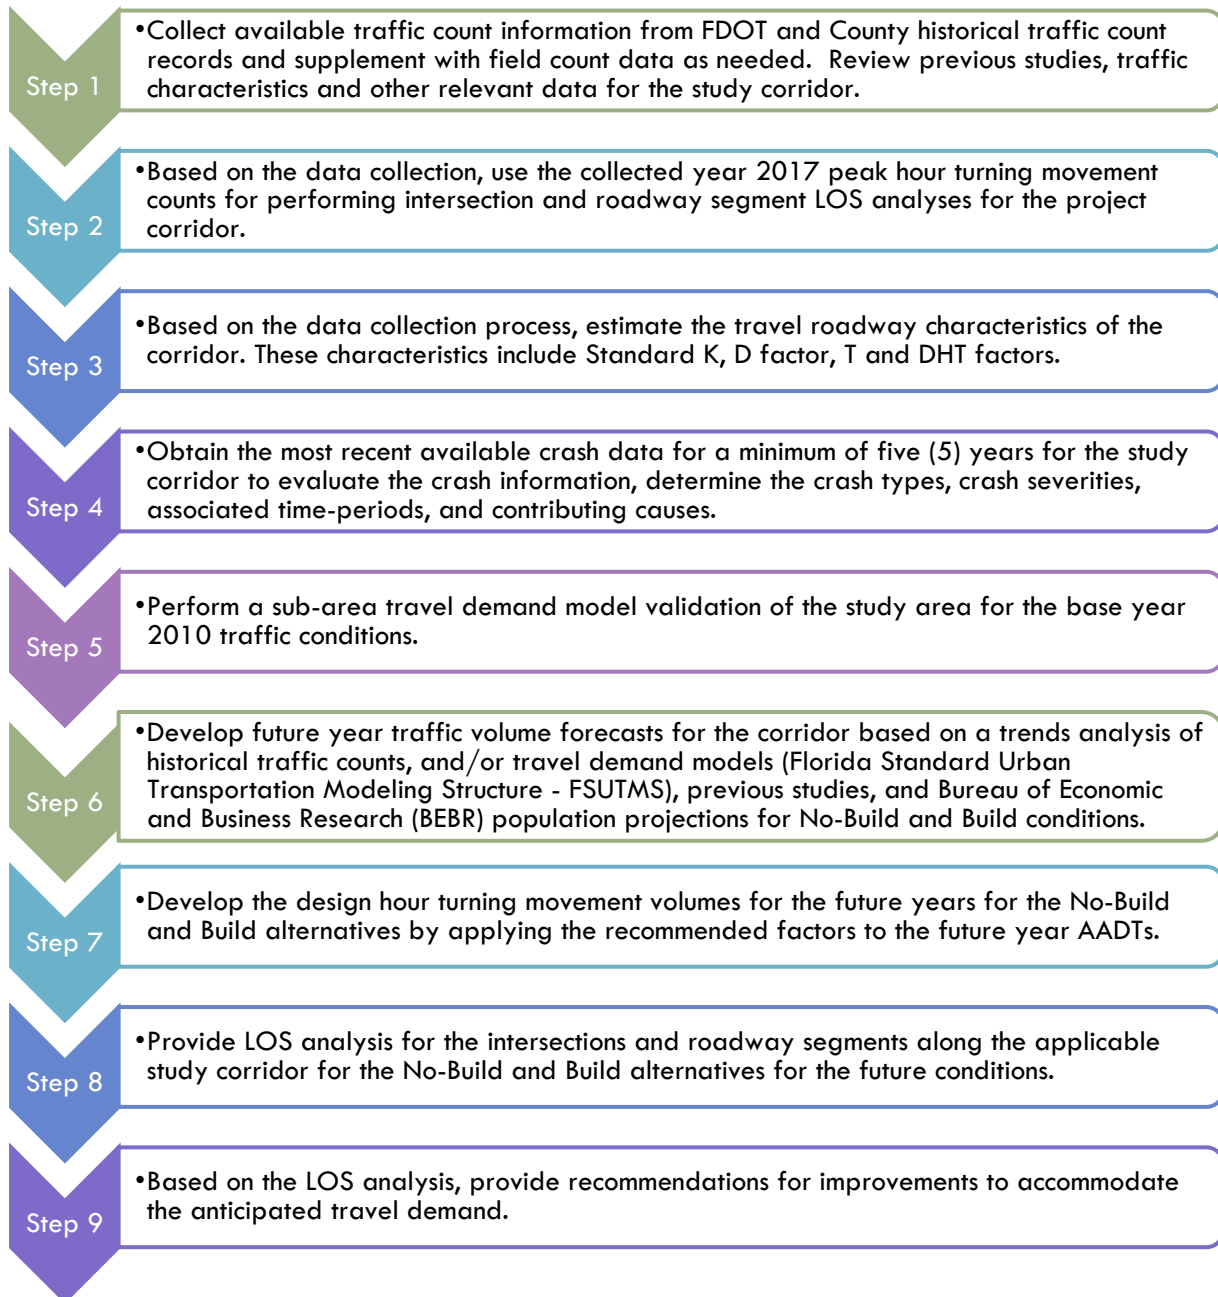 Step 1
•Collect available traffic count information from FDOT and County historical traffic count
records and supplement with field count data as needed.  Review previous studies, traffic
characteristics and other relevant data for the study corridor.
Step 2
•Based on the data collection, use the collected year 2017 peak hour turning movement
counts for performing intersection and roadway segment LOS analyses for the project
corridor.
Step 3
•Based on the data collection process, estimate the travel roadway characteristics of the
corridor. These characteristics include Standard K, D factor, T and DHT factors.
Step 4
•Obtain the most recent available crash data for a minimum of five (5) years for the study
corridor to evaluate the crash information, determine the crash types, crash severities,
associated time-periods, and contributing causes.
Step 5
•Perform a sub-area travel demand model validation of the study area for the base year
2010 traffic conditions.
Step 6
•Develop future year traffic volume forecasts for the corridor based on a trends analysis of
historical traffic counts, and/or travel demand models (Florida Standard Urban
Transportation Modeling Structure - FSUTMS), previous studies, and Bureau of Economic
and Business Research (BEBR) population projections for No-Build and Build conditions.
Step 7
•Develop the design hour turning movement volumes for the future years for the No-Build
and Build alternatives by applying the recommended factors to the future year AADTs.
Step 8
•Provide LOS analysis for the intersections and roadway segments along the applicable
study corridor for the No-Build and Build alternatives for the future conditions.
Step 9
•Based on the LOS analysis, provide recommendations for improvements to accommodate
the anticipated travel demand.